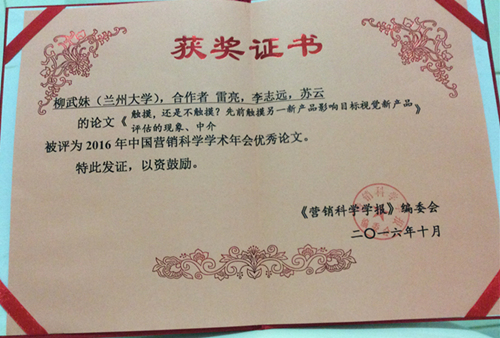 获奖证书
柳武妹（兰州大学），合作者 雷亮，李志远，苏云
的论文《触摸，还是不触摸？先前触摸另一新产品影响目标视觉新产品
评估的现象、中介》
被评为 2016 年中国营销科学学术年会优秀论文。
特此发证，以资鼓励。
《营销科学学报》编委会
二〇一六年十月